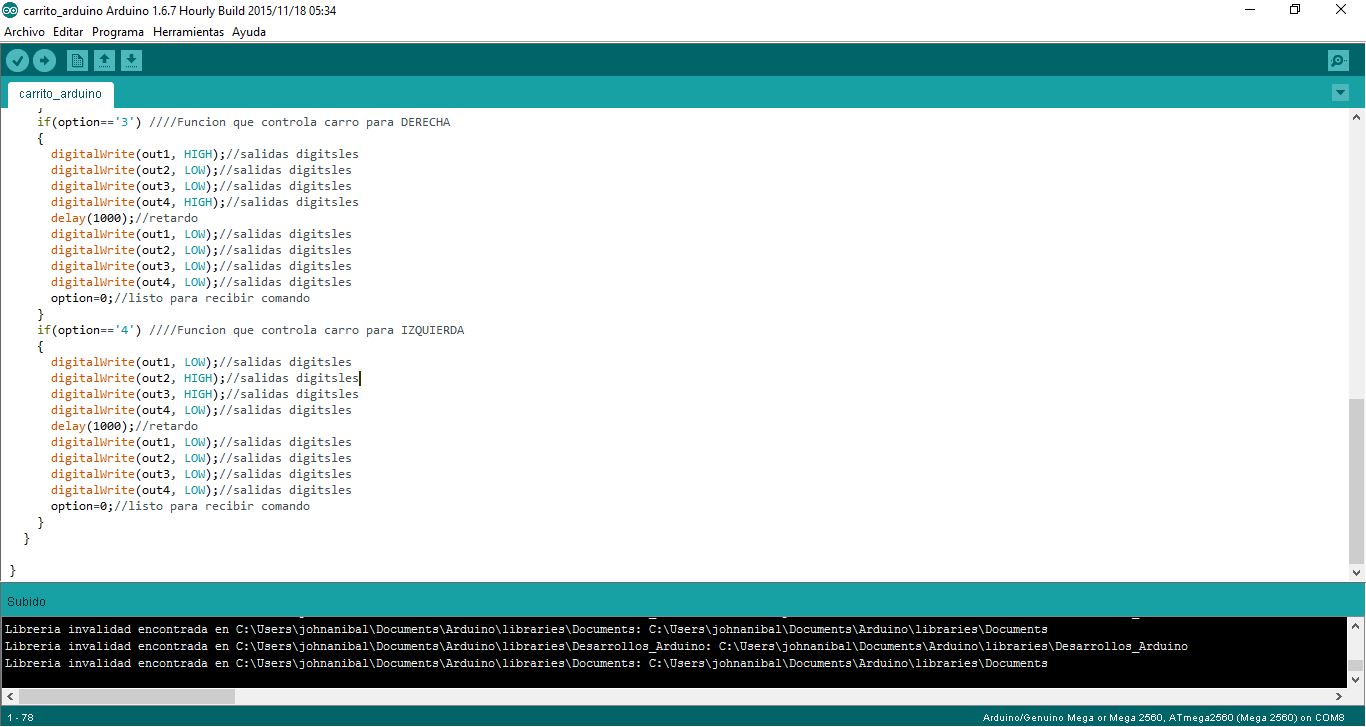 carrito_arduino Arduino 1.6.7 Hourly Build 2015/11/18 05:34
Archivo Editar Programa Herramientas Ayuda
carrito_arduino
}
if(option=='3') ////Funcion que controla carro para DERECHA
{
digitalWrite(out1, HIGH);//salidas digitsles
digitalWrite(out2, LOW);//salidas digitsles
digitalWrite(out3, LOW);//salidas digitsles
digitalWrite(out4, HIGH);//salidas digitsles
delay(1000);//retardo
digitalWrite(out1, LOW);//salidas digitsles
digitalWrite(out2, LOW);//salidas digitsles
digitalWrite(out3, LOW);//salidas digitsles
digitalWrite(out4, LOW);//salidas digitsles
option=0;//listo para recibir comando
}
if(option=='4') ////Funcion que controla carro para IZQUIERDA
{
digitalWrite(out1, LOW);//salidas digitsles
digitalWrite(out2, HIGH);//salidas digitsles
digitalWrite(out3, HIGH);//salidas digitsles
digitalWrite(out4, LOW);//salidas digitsles
delay(1000);//retardo
digitalWrite(out1, LOW);//salidas digitsles
digitalWrite(out2, LOW);//salidas digitsles
digitalWrite(out3, LOW);//salidas digitsles
digitalWrite(out4, LOW);//salidas digitsles
option=0;//listo para recibir comando
}
}
}
Subido
Libreria invalidad encontrada en C:\Users\johnanibal\Documents\Arduino\libraries\Documents: C:\Users\johnanibal\Documents\Arduino\libraries\Documents
Libreria invalidad encontrada en C:\Users\johnanibal\Documents\Arduino\libraries\Desarrollos_Arduino: C:\Users\johnanibal\Documents\Arduino\libraries\Desarrollos_Arduino
Libreria invalidad encontrada en C:\Users\johnanibal\Documents\Arduino\libraries\Documents: C:\Users\johnanibal\Documents\Arduino\libraries\Documents
1 - 78
Arduino/Genuino Mega or Mega 2560, ATmega2560 (Mega 2560) on COM8